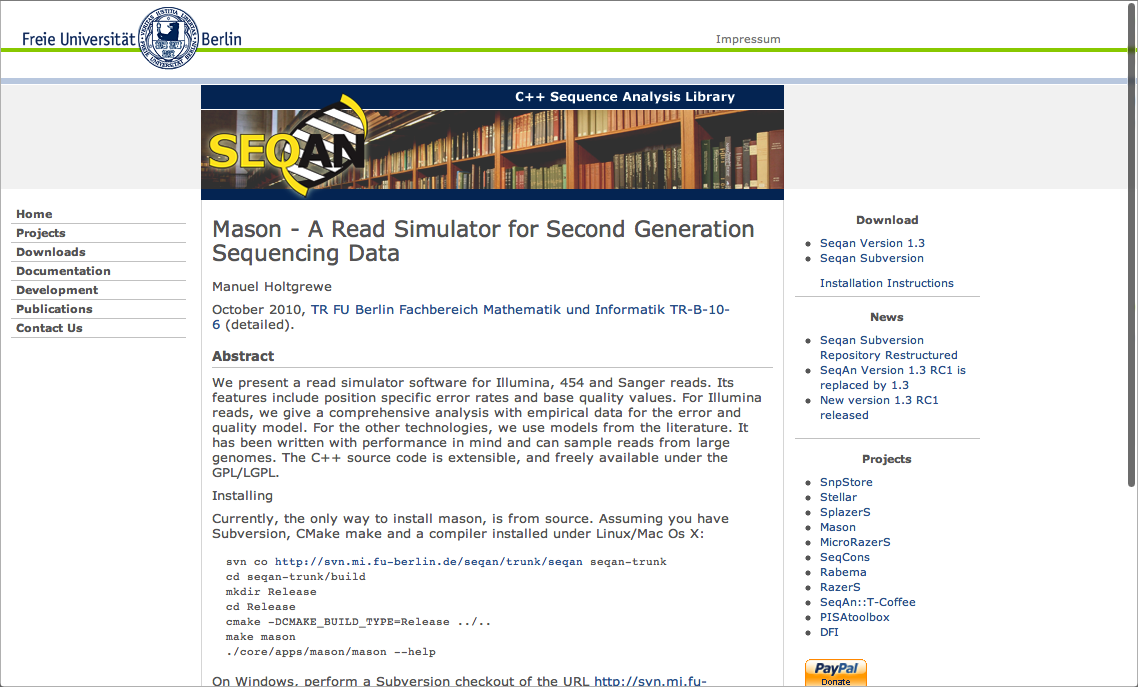 Freie Universität Berlin
Impressum
C++ Sequence Analysis Library
SEQAN
Home
Projects
Downloads
Documentation
Development
Publications
Contact Us
Mason - A Read Simulator for Second Generation
Sequencing Data
Manuel Holtgrewe
October 2010, TR FU Berlin Fachbereich Mathematik und Informatik TR-B-10-
6 (detailed).
Abstract
We present a read simulator software for Illumina, 454 and Sanger reads. Its
features include position specific error rates and base quality values. For Illumina
reads, we give a comprehensive analysis with empirical data for the error and
quality model. For the other technologies, we use models from the literature. It
has been written with performance in mind and can sample reads from large
genomes. The C++ source code is extensible, and freely available under the
GPL/LGPL.
Installing
Currently, the only way to install mason, is from source. Assuming you have
Subversion, CMake make and a compiler installed under Linux/Mac Os X:
svn co http://svn.mi.fu-berlin.de/seqan/trunk/seqan seqan-trunk
cd seqan-trunk/build
mkdir Release
cd Release
cmake -DCMAKE_BUILD_TYPE=Release ../..
make mason
./core/apps/mason/mason --help
On Windows, perform a Subversion checkout of the URL http://svn.mi.fu-
Download
Seqan Version 1.3
Seqan Subversion
Installation Instructions
News
Seqan Subversion
Repository Restructured
SeqAn Version 1.3 RC1 is
replaced by 1.3
New version 1.3 RC1
released
Projects
SnpStore
Stellar
SplazerS
Mason
MicroRazerS
SeqCons
Rabema
RazerS
SeqAn::T-Coffee
PISAtoolbox
DFI
PayPal
Donate